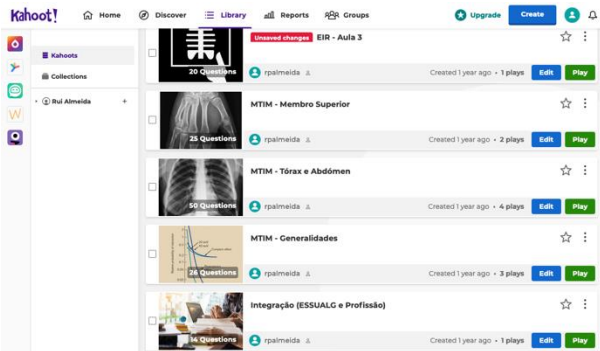 Kahoot!
Home
Discover
Library
Reports
Groups
Upgrade
Create
Kahoots
Collections
Rui Almeida
+
20 Questions
Unsaved changes EIR - Aula 3
rpalmeida
Created 1 year ago • 1 plays
Edit
Play
25 Questions
MTIM - Membro Superior
rpalmeida
Created 1 year ago • 2 plays
Edit
Play
50 Questions
MTIM - Tórax e Abdómen
rpalmeida
Created 1 year ago • 4 plays
Edit
Play
26 Questions
MTIM - Generalidades
rpalmeida
Created 1 year ago • 3 plays
Edit
Play
14 Questions
Integração (ESSUALG e Profissão)
rpalmeida
Created 1 year ago • 1 plays
Edit
Play